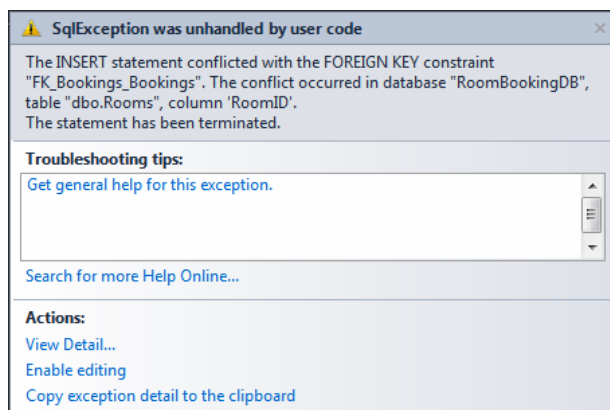 SqlException was unhandled by user code
The INSERT statement conflicted with the FOREIGN KEY constraint
"FK_Bookings_Bookings". The conflict occurred in database "RoomBookingDB",
table "dbo.Rooms", column 'RoomID'.
The statement has been terminated.
Troubleshooting tips:
Get general help for this exception.
Search for more Help Online...
Actions:
View Detail...
Enable editing
Copy exception detail to the clipboard